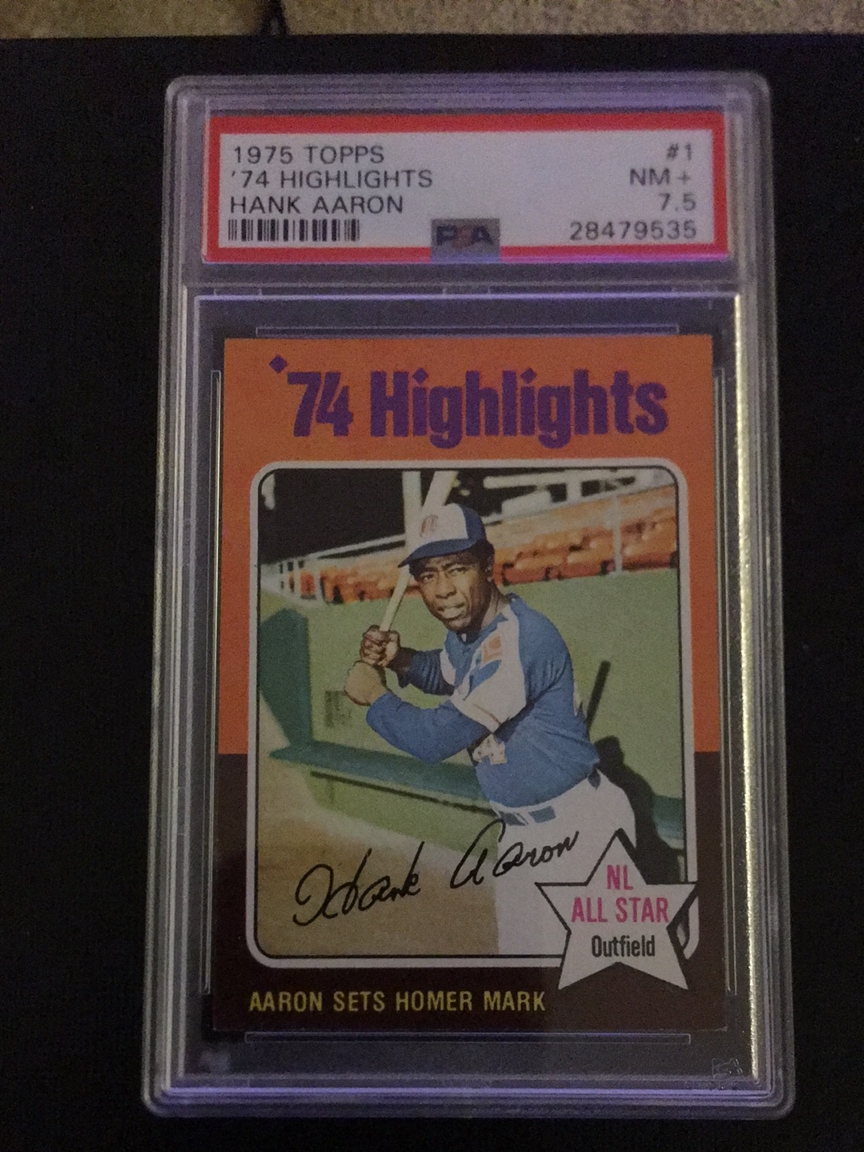 1975 TOPPS #1
'74 HIGHLIGHTS NM+
HANK AARON 7.5
PSA 28479535
'74 Highlights
Hank Aaron
NL
ALL STAR
Outfield
AARON SETS HOMER MARK
PSA